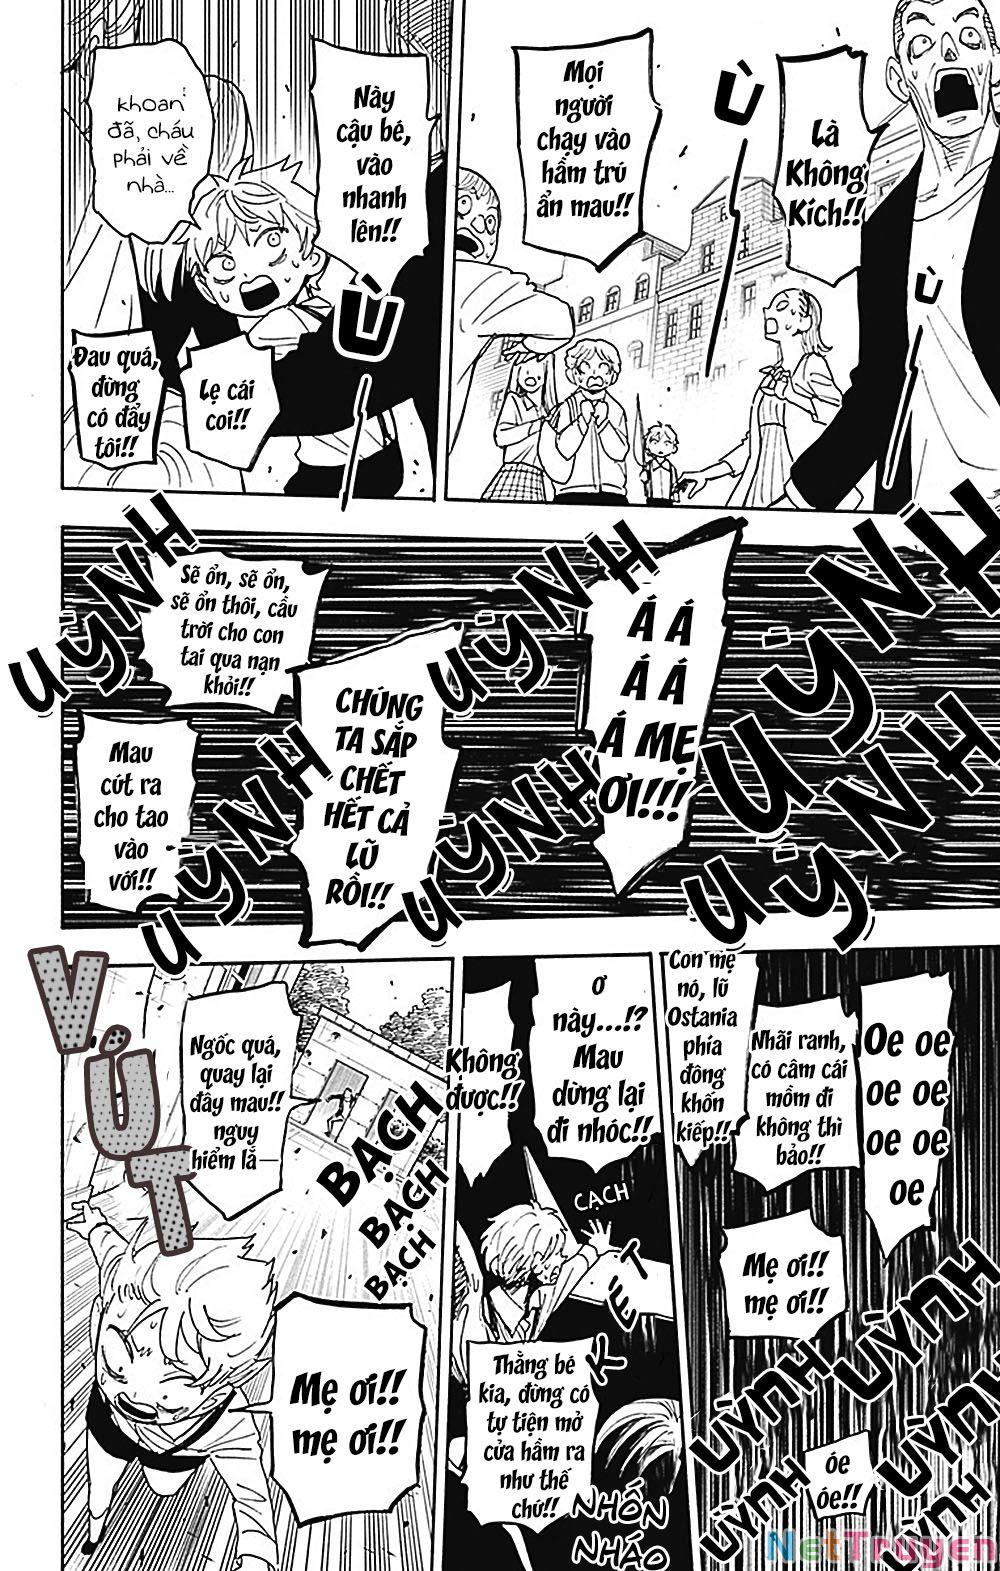 Là
Không
Kích!!
Ù
Ù
Mọi
người
chạy vào
hầm trú
ẩn mau!!
Này
cậu bé,
vào
nhanh
lên!!
khoan
đã, cháu
phải về
nhà...
Ù
Lẹ cái
coi!!
Đau quá,
đừng
có đẩy
tôi!!
UỲNH
UỲNH
Á Á
Á Á
Á MẸ
ƠI!!!
UỲNH
UỲNH
CHÚNG
TA SẮP
CHẾT
HẾT CẢ
LŨ
RỒI!!
Sẽ ổn, sẽ ổn,
sẽ ổn thôi, cầu
trời cho con
tai qua nạn
khỏi!!
UỲNH
UỲNH
Mau
cút ra
cho tao
vào
với!!
Oe oe
oe oe
oe oe
oe
Nhãi ranh,
có câm cái
mồm đi
không thì
bảo!!
Con mẹ
nó, lũ
Ostania
phía
đông
khốn
kiếp!!
Mẹ ơi!!
mẹ ơi!!
UỲNH
UỲNH
UỲNH
UỲNH
UỲNH
óe
óe!!
Ơ
này...!?
Mau
dừng lại
đi nhóc!!
Không
được!!
CẠCH
KẸT
Thằng bé
kia, đừng có
tự tiện mở
cửa hầm ra
như thế
chứ!!
NHỐN
NHÁO
Ngốc quá,
quay lại
đây mau!!
nguy
hiểm lắ—
BẠCH
BẠCH
BẠCH
VỤT
Mẹ ơi!!
mẹ ơi!!
NetTruyen